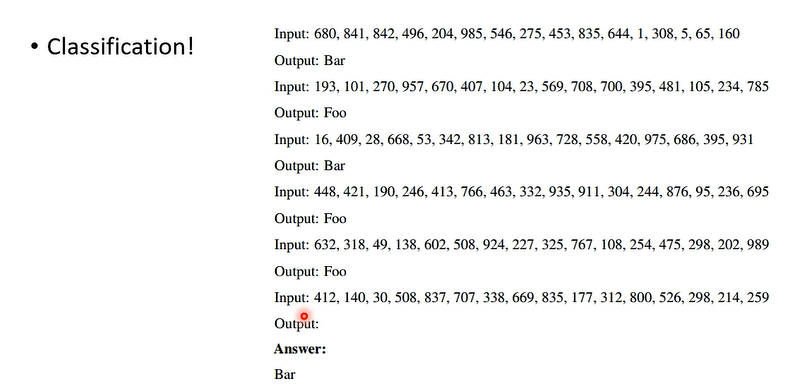 • Classification!
Input: 680, 841, 842, 496, 204, 985, 546, 275, 453, 835, 644, 1, 308, 5, 65, 160
Output: Bar
Input: 193, 101, 270, 957, 670, 407, 104, 23, 569, 708, 700, 395, 481, 105, 234, 785
Output: Foo
Input: 16, 409, 28, 668, 53, 342, 813, 181, 963, 728, 558, 420, 975, 686, 395, 931
Output: Bar
Input: 448, 421, 190, 246, 413, 766, 463, 332, 935, 911, 304, 244, 876, 95, 236, 695
Output: Foo
Input: 632, 318, 49, 138, 602, 508, 924, 227, 325, 767, 108, 254, 475, 298, 202, 989
Output: Foo
Input: 412, 140, 30, 508, 837, 707, 338, 669, 835, 177, 312, 800, 526, 298, 214, 259
Output:
Answer:
Bar